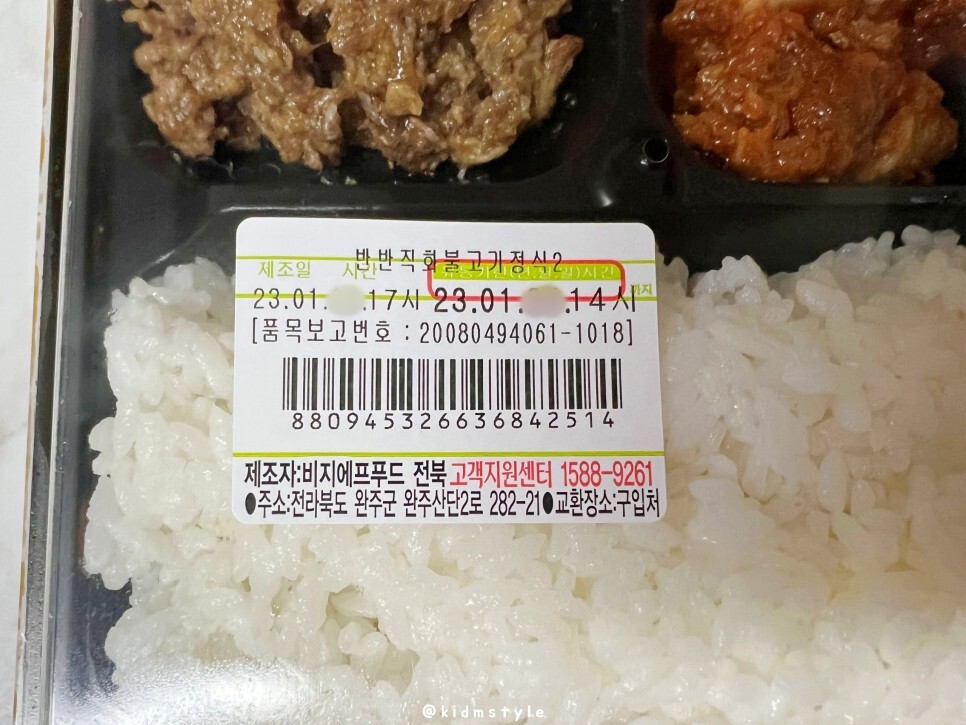 반반직화불고기정식2
제조일 시간
23.01. .17시 23.01. .14시
까지
[품목보고번호 : 20080494061-1018]
8809453266368425 14
제조자:비지에프푸드 전북 고객지원센터 1588-9261
●주소:전라북도 완주군 완주산단2로 282-21●교환장소:구입처
@kidmstyle